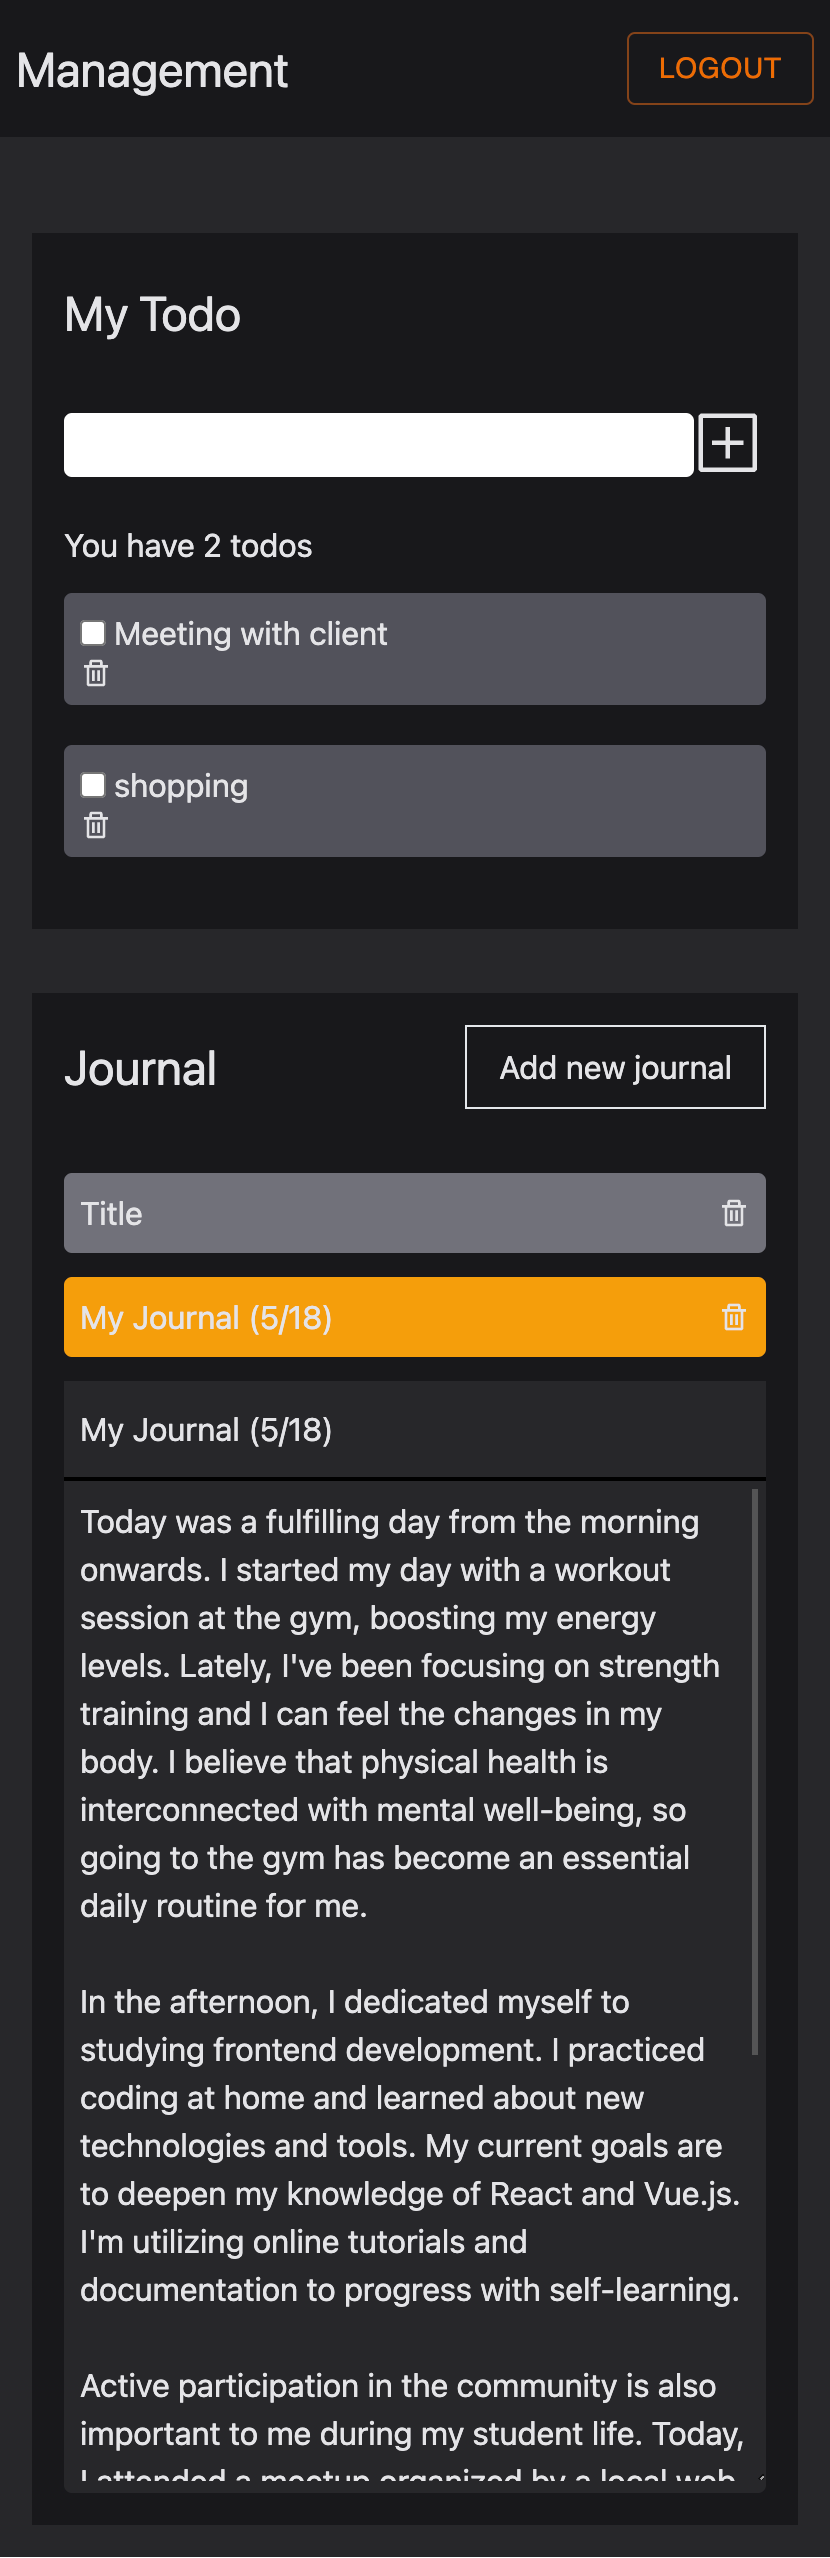 Management
LOGOUT
My Todo
You have 2 todos
Meeting with client
shopping
Journal
Add new journal
Title
My Journal (5/18)
My Journal (5/18)
Today was a fulfilling day from the morning
onwards. I started my day with a workout
session at the gym, boosting my energy
levels. Lately, I've been focusing on strength
training and I can feel the changes in my
body. I believe that physical health is
interconnected with mental well-being, so
going to the gym has become an essential
daily routine for me.
In the afternoon, I dedicated myself to
studying frontend development. I practiced
coding at home and learned about new
technologies and tools. My current goals are
to deepen my knowledge of React and Vue.js.
I'm utilizing online tutorials and
documentation to progress with self-learning.
Active participation in the community is also
important to me during my student life. Today,
I attended a meetup organized by a local web